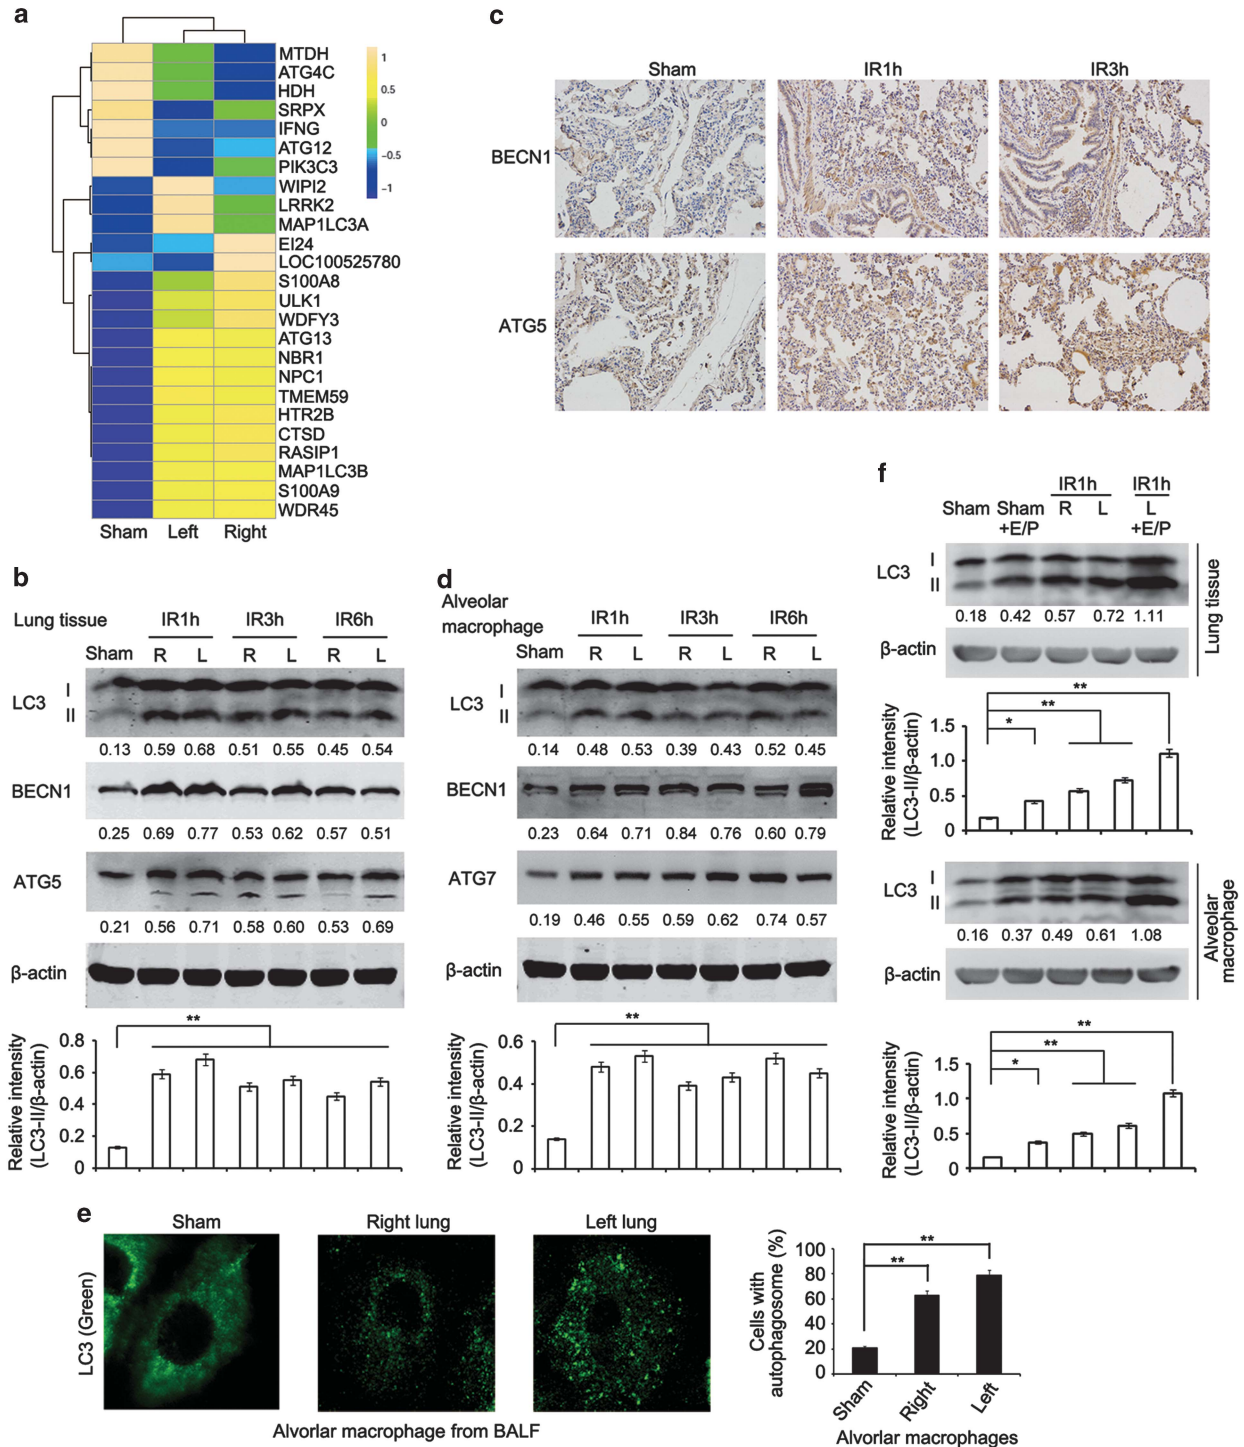 a
MTDH
ATG4C
HDH
SRPX
IFNG
ATG12
PIK3C3
WIPI2
LRRK2
MAP1LC3A
EI24
LOC100525780
S100A8
ULK1
WDFY3
ATG13
NBR1
NPC1
TMEM59
HTR2B
CTSD
RASIP1
MAP1LC3B
S100A9
WDR45
1
0.5
0
−0.5
−1
Sham Left Right
c
Sham IR1h IR3h
BECN1
ATG5
b
Lung tissue IR1h IR3h IR6h
Sham R L R L R L
LC3 I
II
0.13 0.59 0.68 0.51 0.55 0.45 0.54
BECN1
0.25 0.69 0.77 0.53 0.62 0.57 0.51
ATG5
0.21 0.56 0.71 0.58 0.60 0.53 0.69
β-actin
**
Relative intensity
(LC3-II/β-actin)
0.8
0.6
0.4
0.2
0
d
Alveolar
macrophage IR1h IR3h IR6h
Sham R L R L R L
LC3 I
II
0.14 0.48 0.53 0.39 0.43 0.52 0.45
BECN1
0.23 0.64 0.71 0.84 0.76 0.60 0.79
ATG7
0.19 0.46 0.55 0.59 0.62 0.74 0.57
β-actin
**
Relative intensity
(LC3-II/β-actin)
0.6
0.4
0.2
0
f
IR1h IR1h
Sham Sham R L L
+E/P +E/P
LC3 I
II
0.18 0.42 0.57 0.72 1.11
β-actin
Lung tissue
**
**
*
Relative intensity
(LC3-II/β-actin)
1.5
1.0
0.5
0
LC3 I
II
0.16 0.37 0.49 0.61 1.08
β-actin
Alveolar
macrophage
**
**
*
Relative intensity
(LC3-II/β-actin)
1.5
1.0
0.5
0
e
Sham Right lung Left lung
LC3 (Green)
Alvorlar macrophage from BALF
**
**
Cells with
autophagosome (%)
100
80
60
40
20
0
Sham Right Left
Alvorlar macrophages